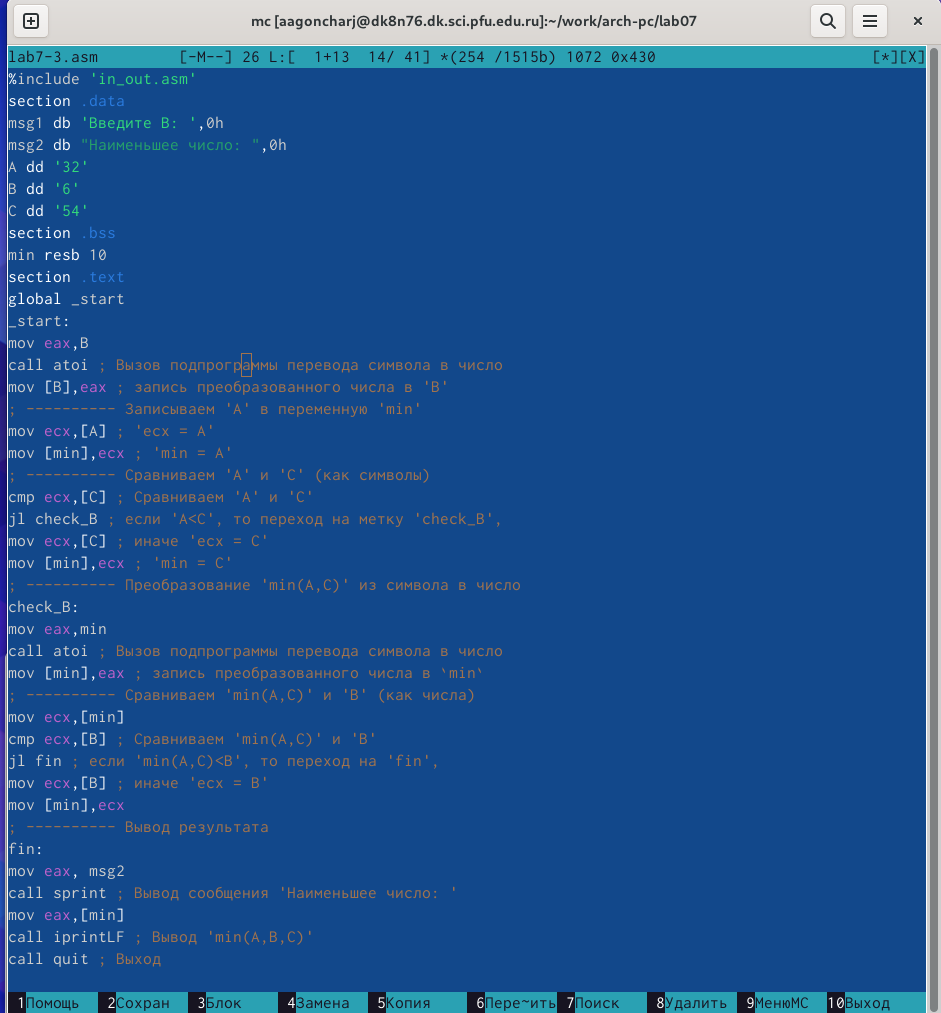 mc [aagoncharj@dk8n76.dk.sci.pfu.edu.ru]:~/work/arch-pc/lab07
lab7-3.asm [-M--] 26 L:[ 1+13 14/ 41] *(254 /1515b) 1072 0x430 [*][X]
%include 'in_out.asm'
section .data
msg1 db 'Введите B: ',0h
msg2 db "Наименьшее число: ",0h
A dd '32'
B dd '6'
C dd '54'
section .bss
min resb 10
section .text
global _start
_start:
mov eax,B
call atoi ; Вызов подпрограммы перевода символа в число
mov [B],eax ; запись преобразованного числа в 'B'
; ---------- Записываем 'A' в переменную 'min'
mov ecx,[A] ; 'ecx = A'
mov [min],ecx ; 'min = A'
; ---------- Сравниваем 'A' и 'C' (как символы)
cmp ecx,[C] ; Сравниваем 'A' и 'C'
jl check_B ; если 'A<C', то переход на метку 'check_B',
mov ecx,[C] ; иначе 'ecx = C'
mov [min],ecx ; 'min = C'
; ---------- Преобразование 'min(A,C)' из символа в число
check_B:
mov eax,min
call atoi ; Вызов подпрограммы перевода символа в число
mov [min],eax ; запись преобразованного числа в `min`
; ---------- Сравниваем 'min(A,C)' и 'B' (как числа)
mov ecx,[min]
cmp ecx,[B] ; Сравниваем 'min(A,C)' и 'B'
jl fin ; если 'min(A,C)<B', то переход на 'fin',
mov ecx,[B] ; иначе 'ecx = B'
mov [min],ecx
; ---------- Вывод результата
fin:
mov eax, msg2
call sprint ; Вывод сообщения 'Наименьшее число: '
mov eax,[min]
call iprintLF ; Вывод 'min(A,B,C)'
call quit ; Выход
1Помощь 2Сохран 3Блок 4Замена 5Копия 6Пере~ить 7Поиск 8Удалить 9МенюMC 10Выход